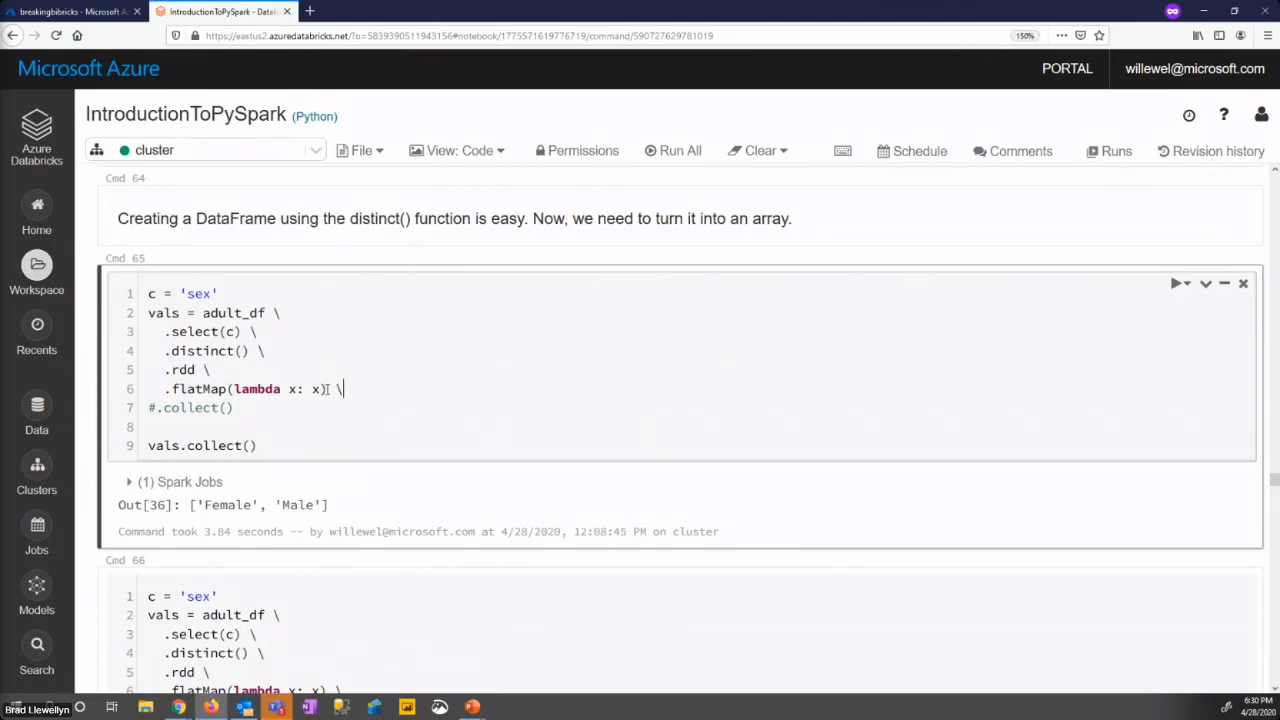 breakingbibricks - Microsoft A
IntroductionToPySpark - Datab
https://eastus2.azuredatabricks.net/?o=5839390511943156#notebook/1775571619776719/command/590727629781019
150%
Microsoft Azure
PORTAL
willewel@microsoft.com
Azure
Databricks
Home
Workspace
Recents
Data
Clusters
Jobs
Models
Search
IntroductionToPySpark (Python)
cluster
File
View: Code
Permissions
Run All
Clear
Schedule
Comments
Runs
Revision history
Cmd 64
Creating a DataFrame using the distinct() function is easy. Now, we need to turn it into an array.
Cmd 65
1 c = 'sex'
2 vals = adult_df \
3 .select(c) \
4 .distinct() \
5 .rdd \
6 .flatMap(lambda x: x) \
7 #.collect()
8
9 vals.collect()
(1) Spark Jobs
Out[36]: ['Female', 'Male']
Command took 3.84 seconds -- by willewel@microsoft.com at 4/28/2020, 12:08:45 PM on cluster
Cmd 66
1 c = 'sex'
2 vals = adult_df \
3 .select(c) \
4 .distinct() \
5 .rdd \
6 .flatMap(lambda x: x) \
Brad Llewellyn
6:30 PM
4/28/2020